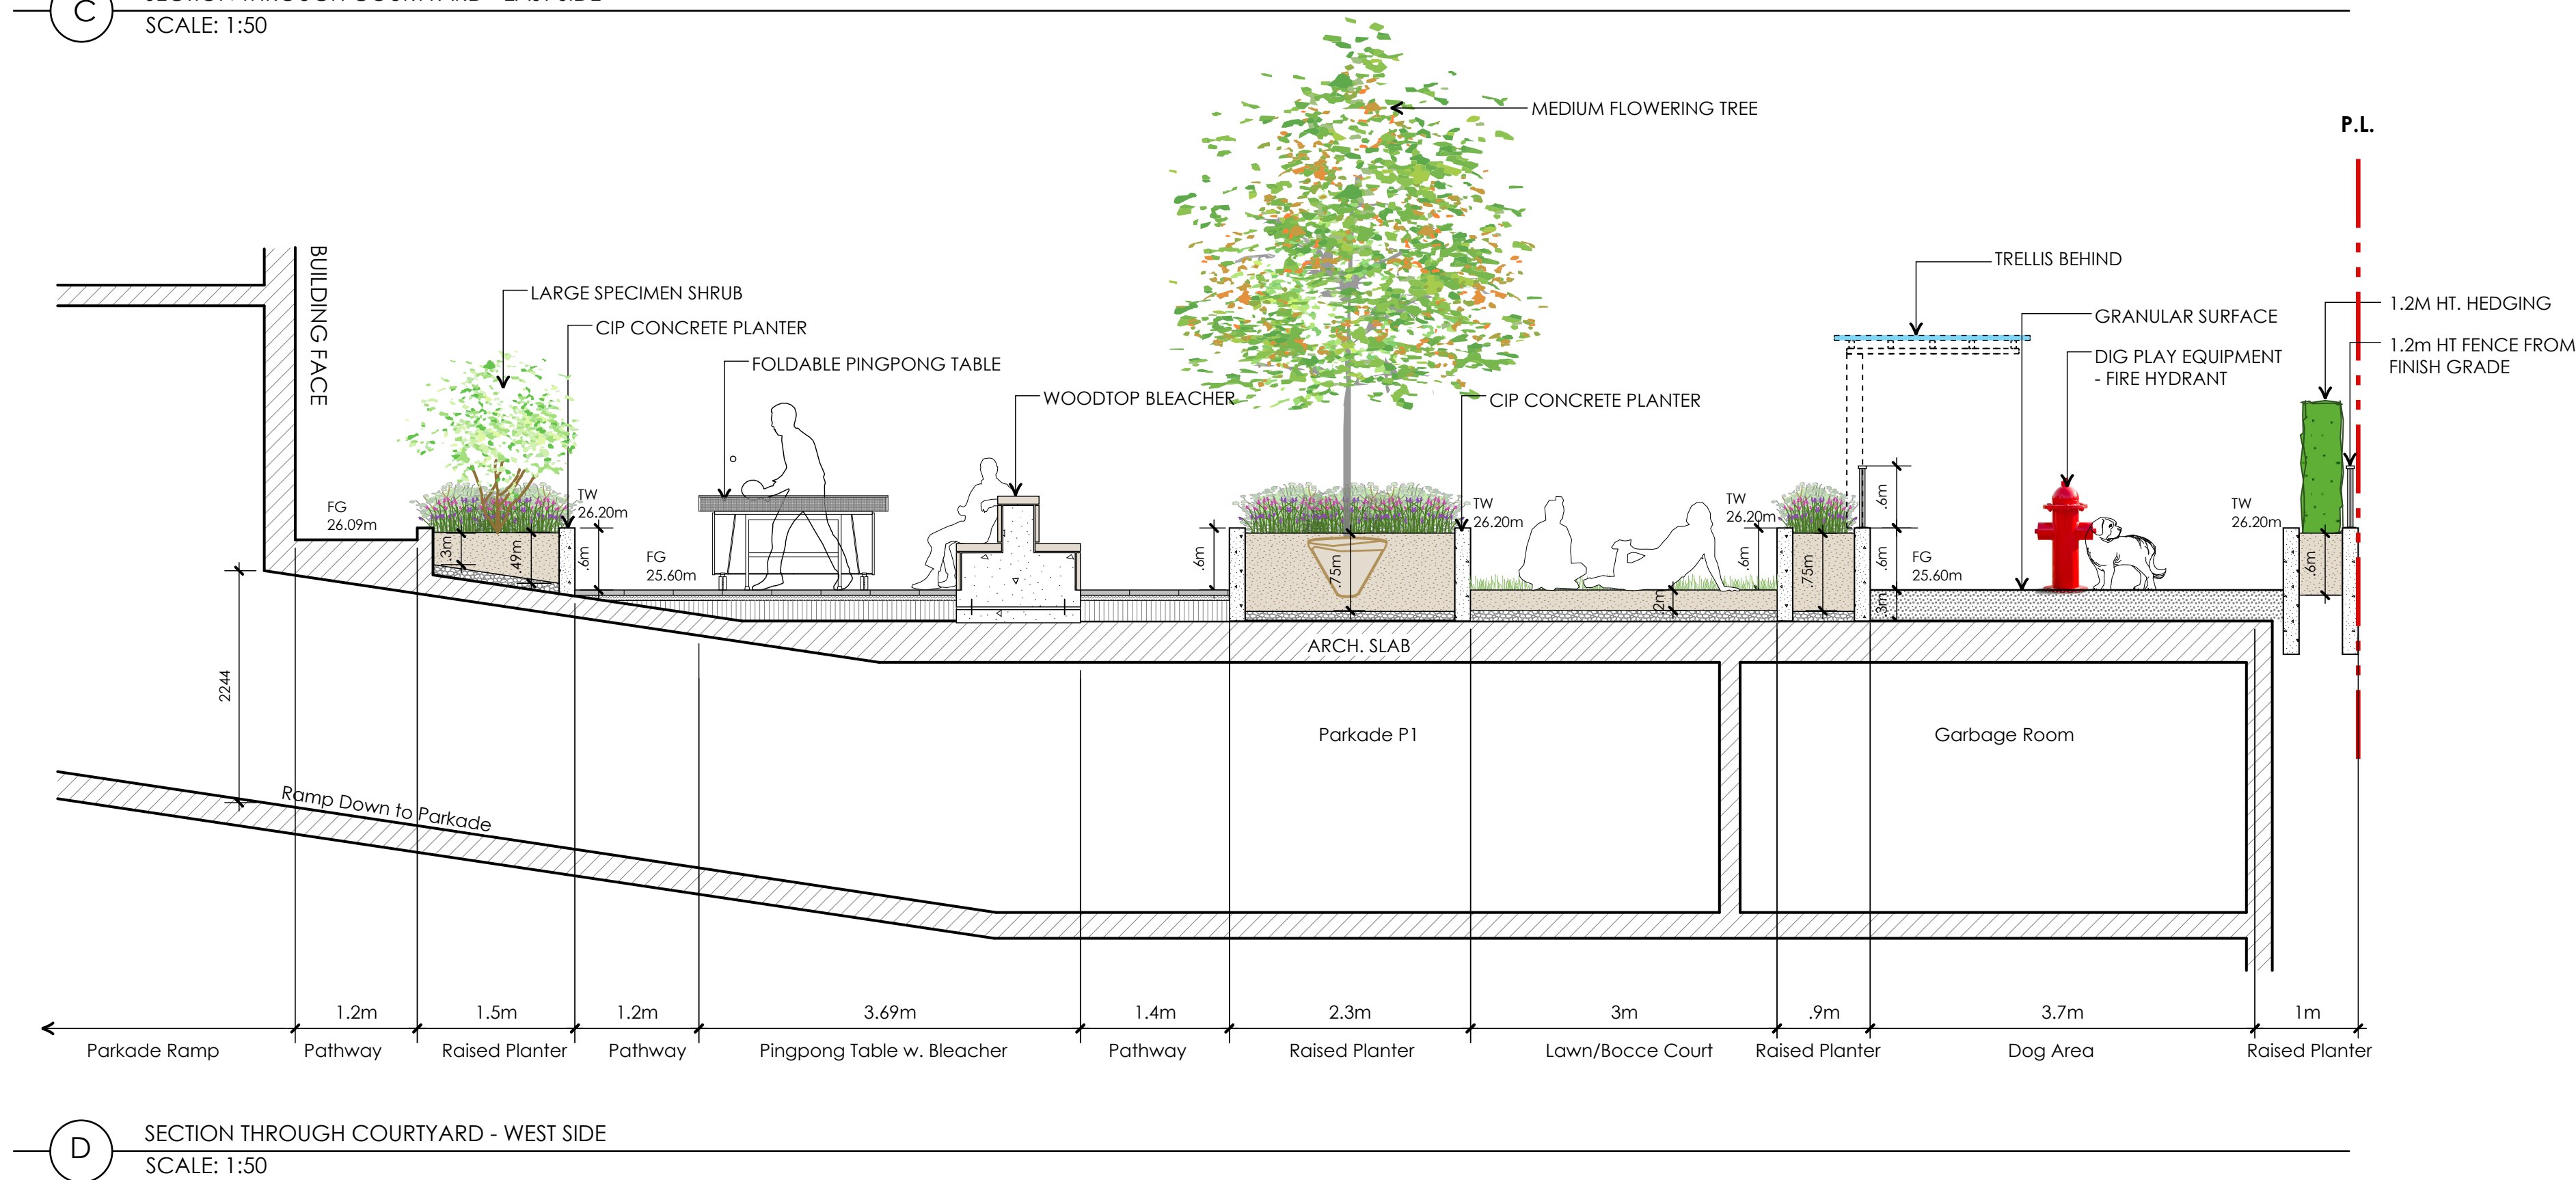 C
SCALE: 1:50
MEDIUM FLOWERING TREE
P.L.
BUILDING FACE
TRELLIS BEHIND
LARGE SPECIMEN SHRUB
1.2M HT. HEDGING
GRANULAR SURFACE
CIP CONCRETE PLANTER
1.2m HT FENCE FROM
FINISH GRADE
DIG PLAY EQUIPMENT
- FIRE HYDRANT
FOLDABLE PINGPONG TABLE
WOODTOP BLEACHER
CIP CONCRETE PLANTER
FG
26.09m
TW
26.20m
TW
26.20m
TW
26.20m
TW
26.20m
.6m
.3m
.49m
.6m
FG
25.60m
.6m
.75m
.2m
.6m
.75m
.6m
.3m
FG
25.60m
.6m
ARCH. SLAB
2244
Parkade P1
Garbage Room
Ramp Down to Parkade
1.2m
1.5m
1.2m
3.69m
1.4m
2.3m
3m
.9m
3.7m
1m
Parkade Ramp
Pathway
Raised Planter
Pathway
Pingpong Table w. Bleacher
Pathway
Raised Planter
Lawn/Bocce Court
Raised Planter
Dog Area
Raised Planter
D
SECTION THROUGH COURTYARD - WEST SIDE
SCALE: 1:50